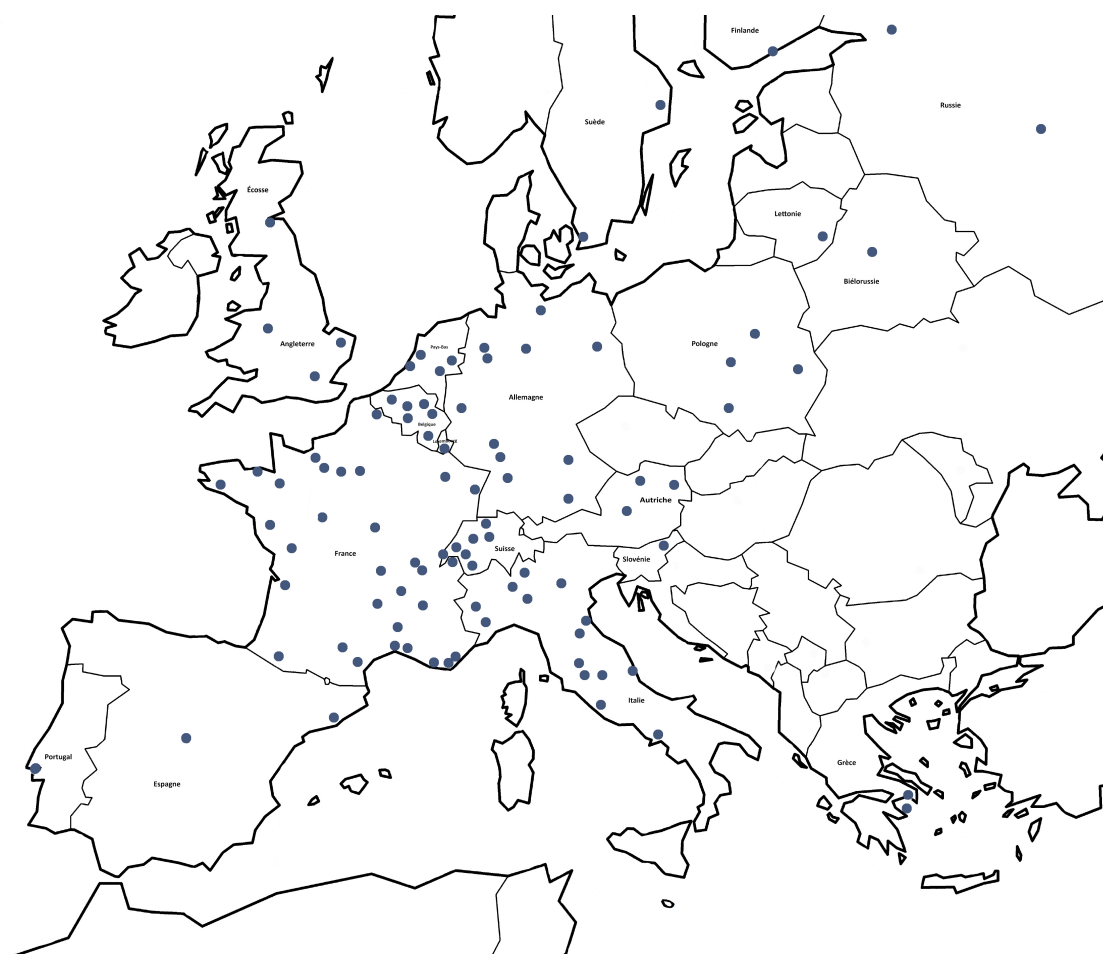 Finlande
Russie
Suède
Écosse
Lettonie
Biélorussie
Angleterre
Pays-Bas
Pologne
Allemagne
Belgique
Autriche
France
Suisse
Slovénie
Italie
Portugal
Espagne
Grèce